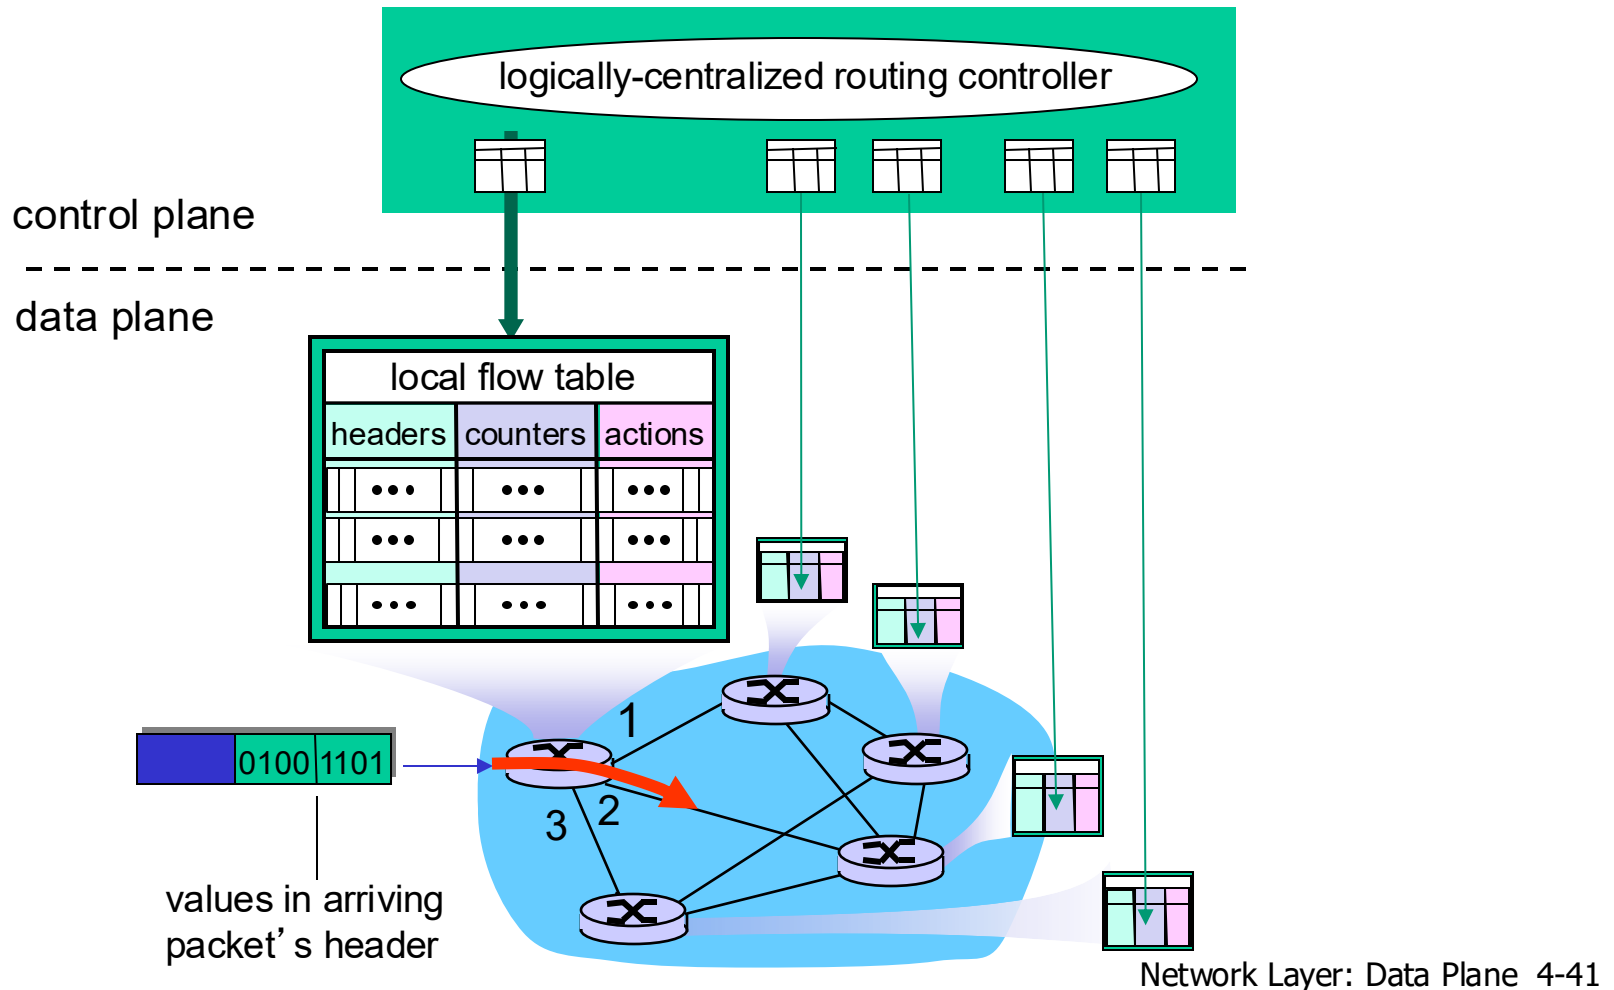 logically-centralized routing controller
control plane
data plane
local flow table
headers counters actions
1
2
3
0100 1101
values in arriving
packet’s header
Network Layer: Data Plane 4-41